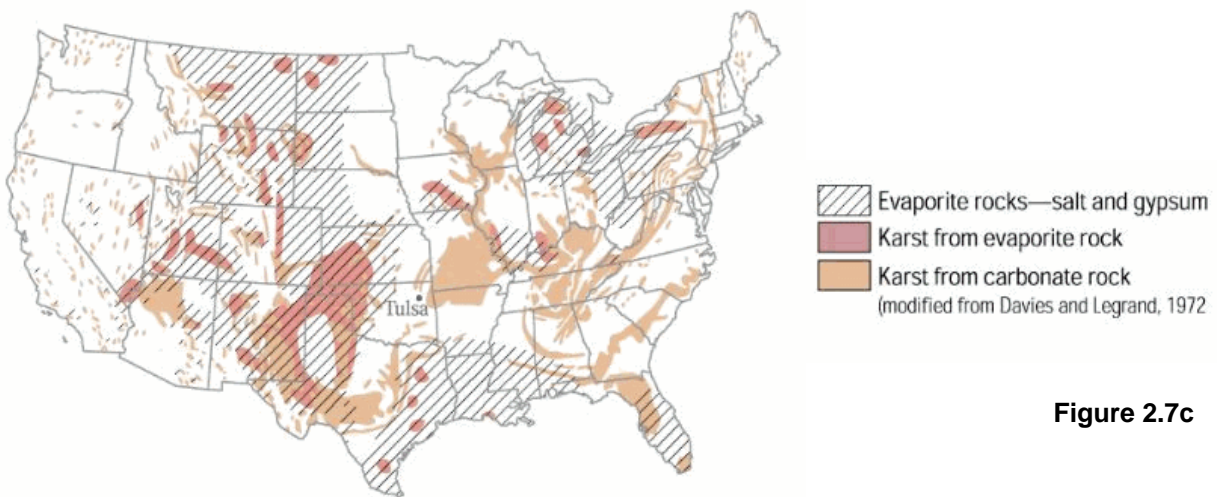 Tulsa
Evaporite rocks—salt and gypsum
Karst from evaporite rock
Karst from carbonate rock
(modified from Davies and Legrand, 1972
Figure 2.7c